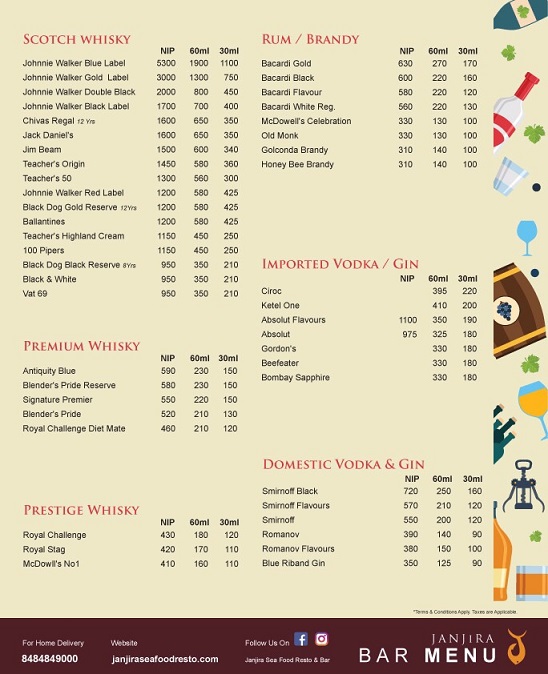 SCOTCH WHISKY
NIP 60ml 30ml
Johnnie Walker Blue Label 5300 1900 1100
Johnnie Walker Gold Label 3000 1300 750
Johnnie Walker Double Black 2000 800 450
Johnnie Walker Black Label 1700 700 400
Chivas Regal 12 Yrs 1600 650 350
Jack Daniel's 1600 650 350
Jim Beam 1500 600 340
Teacher's Origin 1450 580 360
Teacher's 50 1300 560 300
Johnnie Walker Red Label 1200 580 425
Black Dog Gold Reserve 12Yrs 1200 580 425
Ballantines 1200 580 425
Teacher's Highland Cream 1150 450 250
100 Pipers 1150 450 250
Black Dog Black Reserve 8Yrs 950 350 210
Black & White 950 350 210
Vat 69 950 350 210
PREMIUM WHISKY
NIP 60ml 30ml
Antiquity Blue 590 230 150
Blender's Pride Reserve 580 230 150
Signature Premier 550 220 150
Blender's Pride 520 210 130
Royal Challenge Diet Mate 460 210 120
PRESTIGE WHISKY
NIP 60ml 30ml
Royal Challenge 430 180 120
Royal Stag 420 170 110
McDowll's No1 410 160 110
RUM / BRANDY
NIP 60ml 30ml
Bacardi Gold 630 270 170
Bacardi Black 600 220 160
Bacardi Flavour 580 220 120
Bacardi White Reg. 560 220 130
McDowell's Celebration 330 130 100
Old Monk 330 130 100
Golconda Brandy 310 140 100
Honey Bee Brandy 310 140 100
IMPORTED VODKA / GIN
NIP 60ml 30ml
Ciroc 395 220
Ketel One 410 200
Absolut Flavours 1100 350 190
Absolut 975 325 180
Gordon's 330 180
Beefeater 330 180
Bombay Sapphire 330 180
DOMESTIC VODKA & GIN
NIP 60ml 30ml
Smirnoff Black 720 250 160
Smirnoff Flavours 570 210 120
Smirnoff 550 200 120
Romanov 390 140 90
Romanov Flavours 380 150 100
Blue Riband Gin 350 125 90
*Terms & Conditions Apply. Taxes are Applicable.
For Home Delivery
8484849000
Website
janjiraseafoodresto.com
Follow Us On
Janjira Sea Food Resto & Bar
JANJIRA
BAR MENU